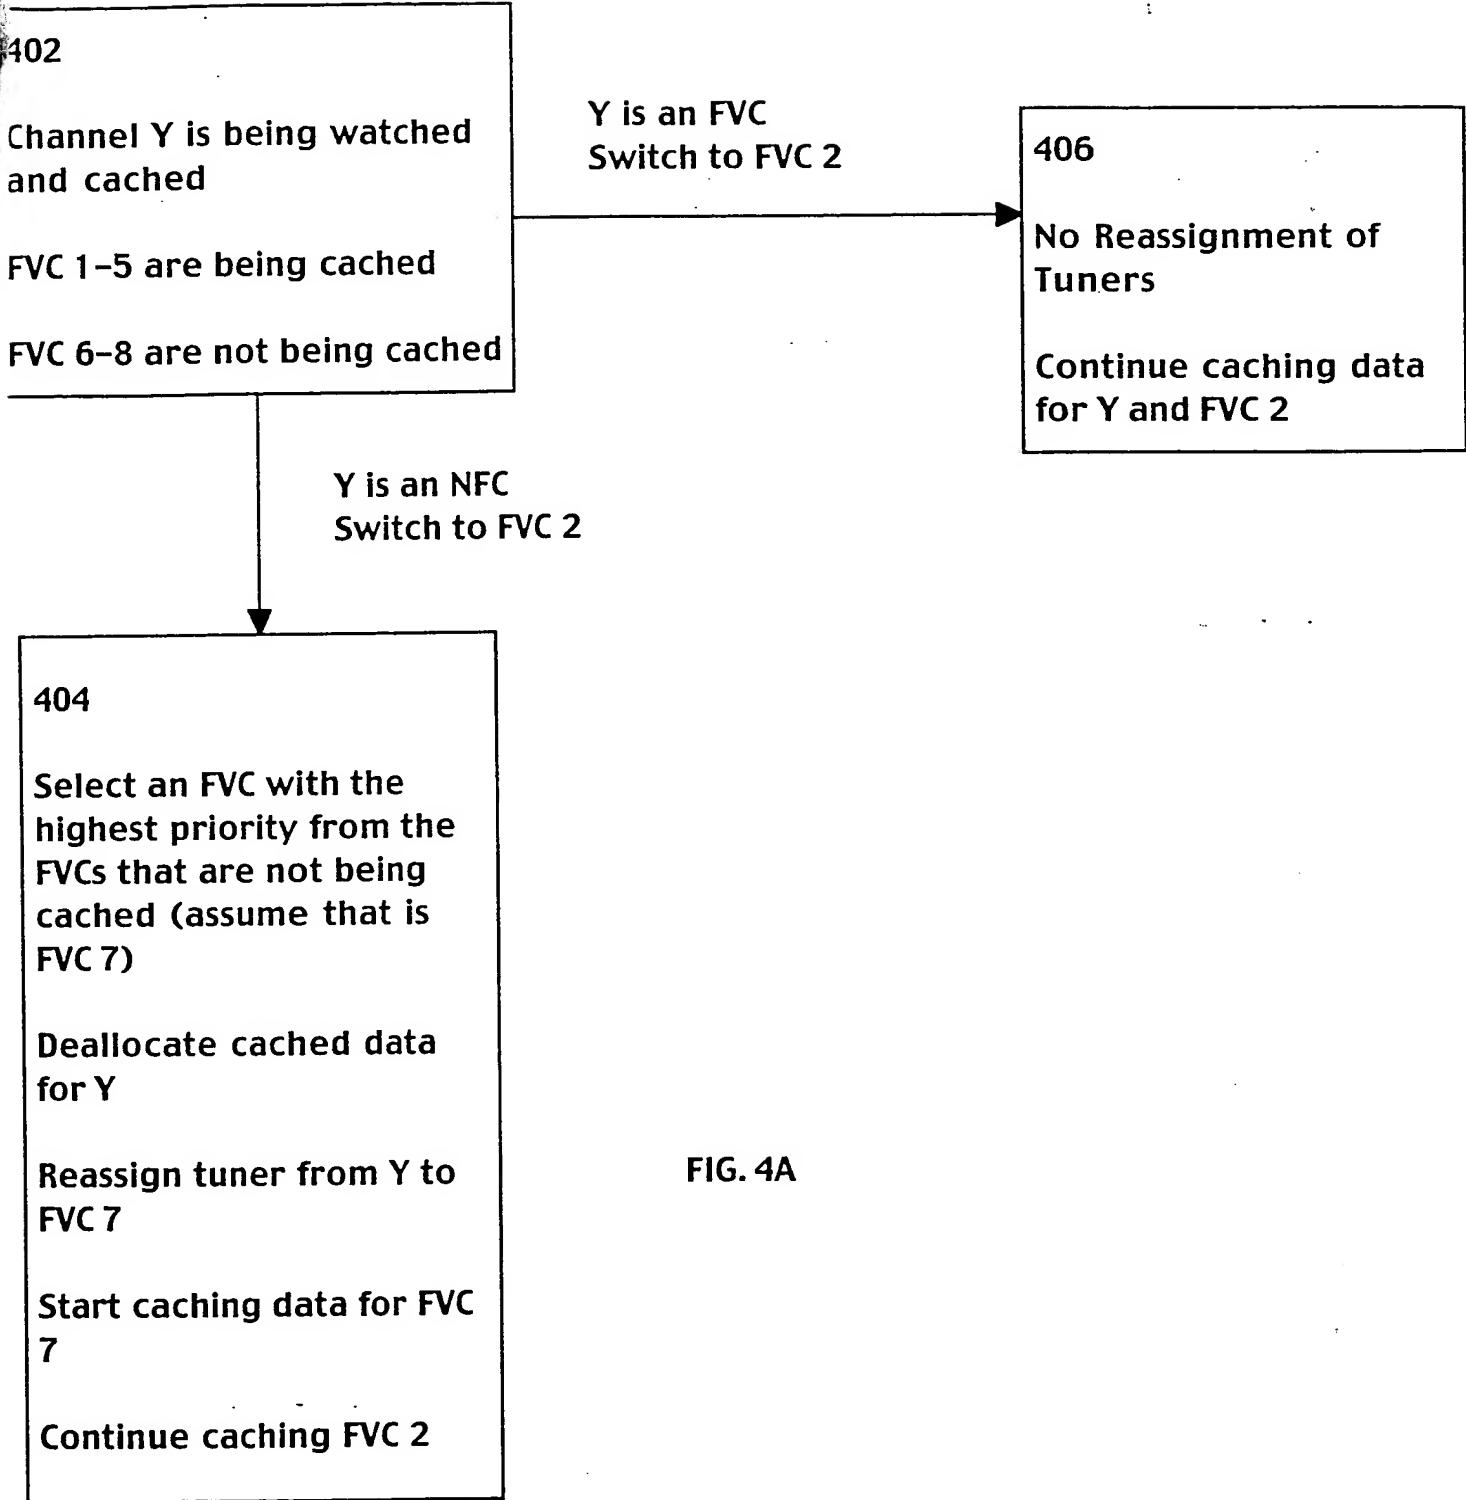 402
Channel Y is being watched
and cached
FVC 1-5 are being cached
FVC 6-8 are not being cached
Y is an FVC
Switch to FVC 2
406
No Reassignment of
Tuners
Continue caching data
for Y and FVC 2
Y is an NFC
Switch to FVC 2
404
Select an FVC with the
highest priority from the
FVCs that are not being
cached (assume that is
FVC 7)
Deallocate cached data
for Y
Reassign tuner from Y to
FVC 7
Start caching data for FVC
7
Continue caching FVC 2
FIG. 4A